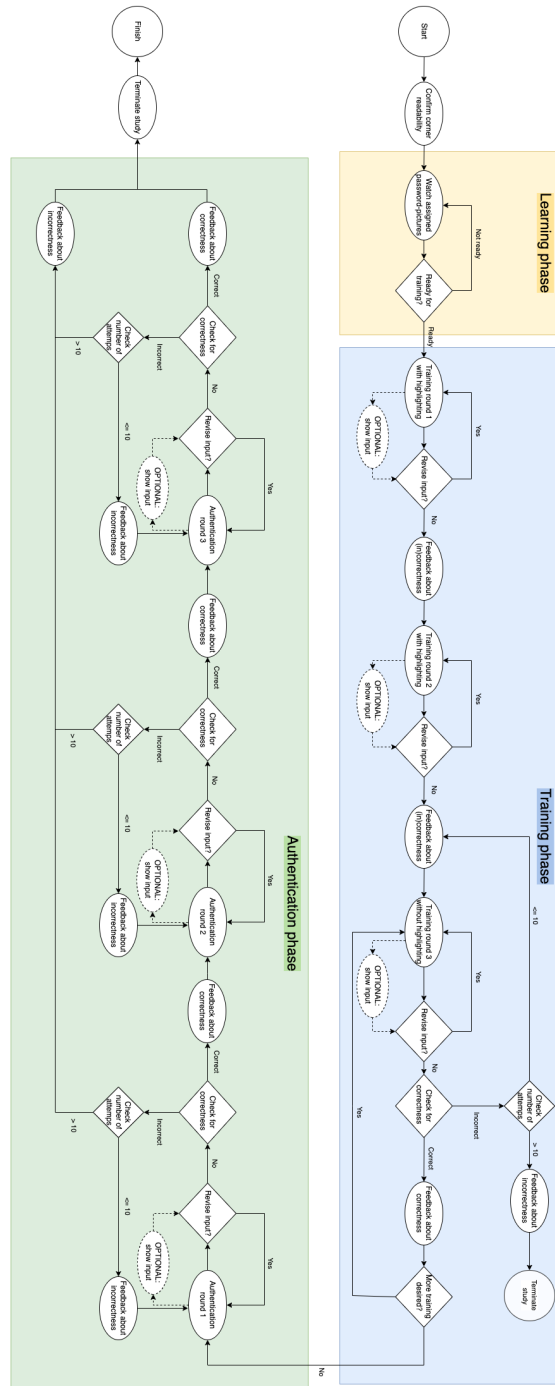 Learning phase
Start
Confirm corner
readability
Watch assigned
password-pictures
Not ready
Ready for
training?
Ready
Training phase
Training round 1
with highlighting
OPTIONAL:
show input
Yes
Revise input?
No
Feedback about
(in)correctness
Training round 2
with highlighting
OPTIONAL:
show input
Yes
Revise input?
No
Feedback about
(in)correctness
<= 10
Training round 3
without highlighting
OPTIONAL:
show input
Yes
Revise input?
No
Check for
correctness
Incorrect
Check
number of
attemps
> 10
Feedback about
incorrectness
Terminate
study
Correct
Feedback about
correctness
More training
desired?
Yes
No
Authentication phase
Authentication
round 1
OPTIONAL:
show input
Yes
Revise input?
No
Check for
correctness
Incorrect
Check
number of
attemps
<= 10
Feedback about
incorrectness
> 10
Correct
Feedback about
correctness
Authentication
round 2
OPTIONAL:
show input
Yes
Revise input?
No
Check for
correctness
Incorrect
Check
number of
attemps
<= 10
Feedback about
incorrectness
> 10
Correct
Feedback about
correctness
Authentication
round 3
OPTIONAL:
show input
Yes
Revise input?
No
Check for
correctness
Incorrect
Check
number of
attemps
<= 10
Feedback about
incorrectness
> 10
Correct
Feedback about
correctness
Feedback about
incorrectness
Terminate study
Finish